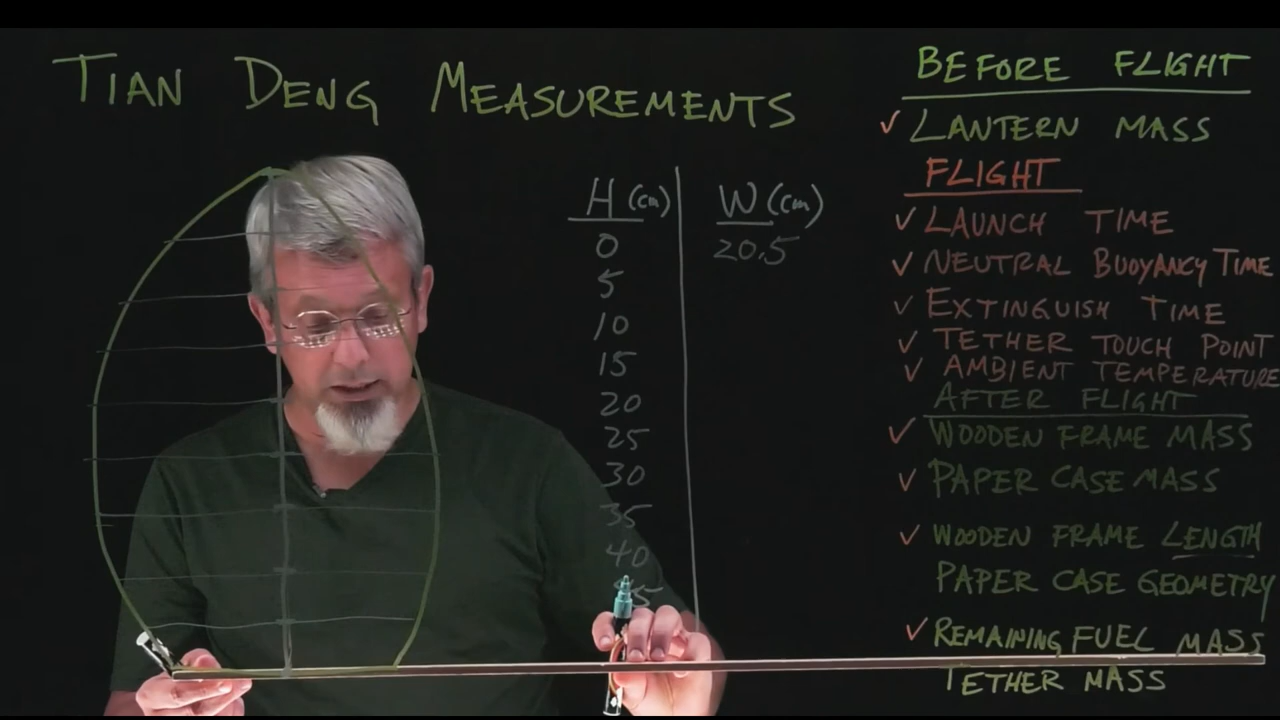 TIAN DENG MEASUREMENTS
H (cm) W (cm)
0 20.5
5
10
15
20
25
30
35
40
BEFORE FLIGHT
✓ LANTERN MASS
FLIGHT
✓ LAUNCH TIME
✓ NEUTRAL BUOYANCY TIME
✓ EXTINGUISH TIME
✓ TETHER TOUCH POINT
✓ AMBIENT TEMPERATURE
AFTER FLIGHT
✓ WOODEN FRAME MASS
✓ PAPER CASE MASS
✓ WOODEN FRAME LENGTH
PAPER CASE GEOMETRY
✓ REMAINING FUEL MASS
TETHER MASS